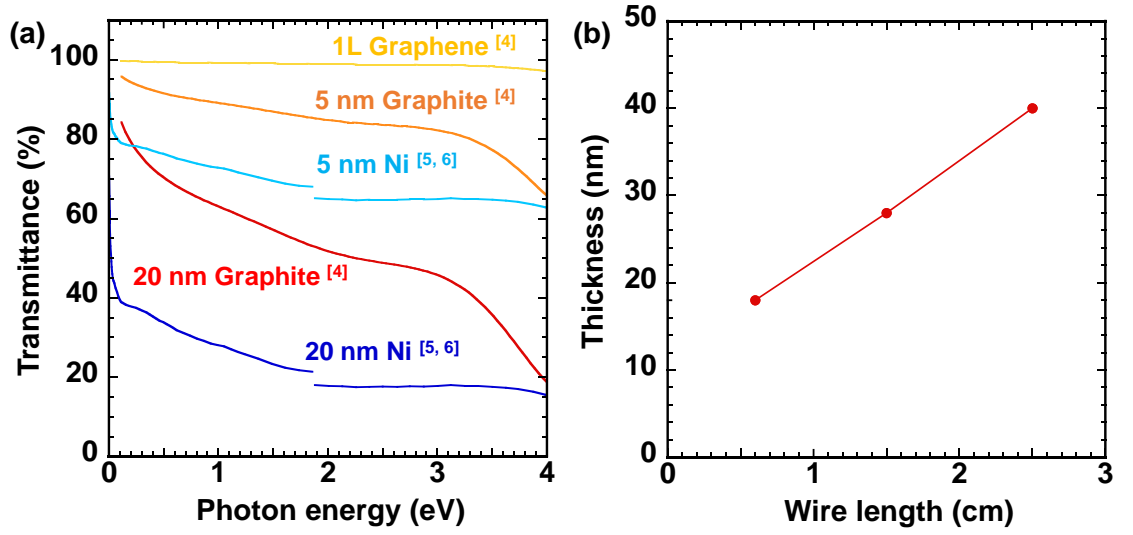 (a)
Transmittance (%)
100
80
60
40
20
0
1L Graphene [4]
5 nm Graphite [4]
5 nm Ni [5, 6]
20 nm Graphite [4]
20 nm Ni [5, 6]
0 1 2 3 4
Photon energy (eV)
(b)
Thickness (nm)
50
40
30
20
10
0
0 1 2 3
Wire length (cm)